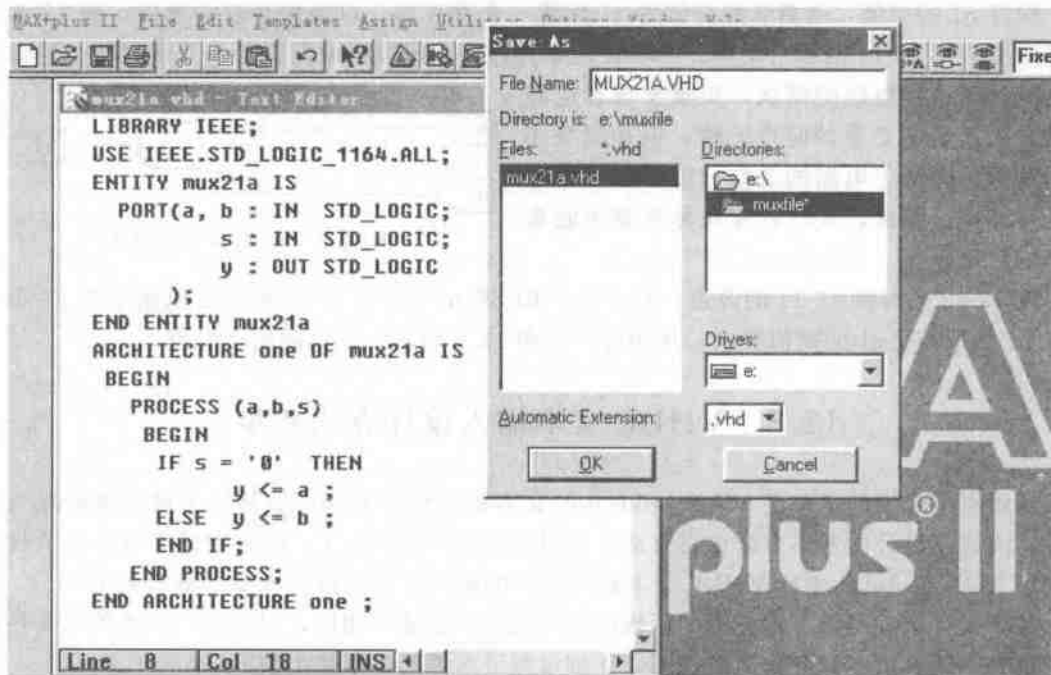 MAX+plus II File Edit Templates Assign
Fixe
mux21a.vhd - Text Editor
LIBRARY IEEE;
USE IEEE.STD_LOGIC_1164.ALL;
ENTITY mux21a IS
PORT(a, b : IN STD_LOGIC;
s : IN STD_LOGIC;
y : OUT STD_LOGIC
);
END ENTITY mux21a
ARCHITECTURE one OF mux21a IS
BEGIN
PROCESS (a,b,s)
BEGIN
IF s = '0' THEN
y <= a ;
ELSE y <= b ;
END IF;
END PROCESS;
END ARCHITECTURE one ;
Line 8 Col 18 INS
Save As
File Name: MUX21A.VHD
Directory is: e:\muxfile
Files: *.vhd
mux21a.vhd
Directories:
e:\
muxfile*
Drives:
e:
Automatic Extension: .vhd
OK Cancel
A
plus® II